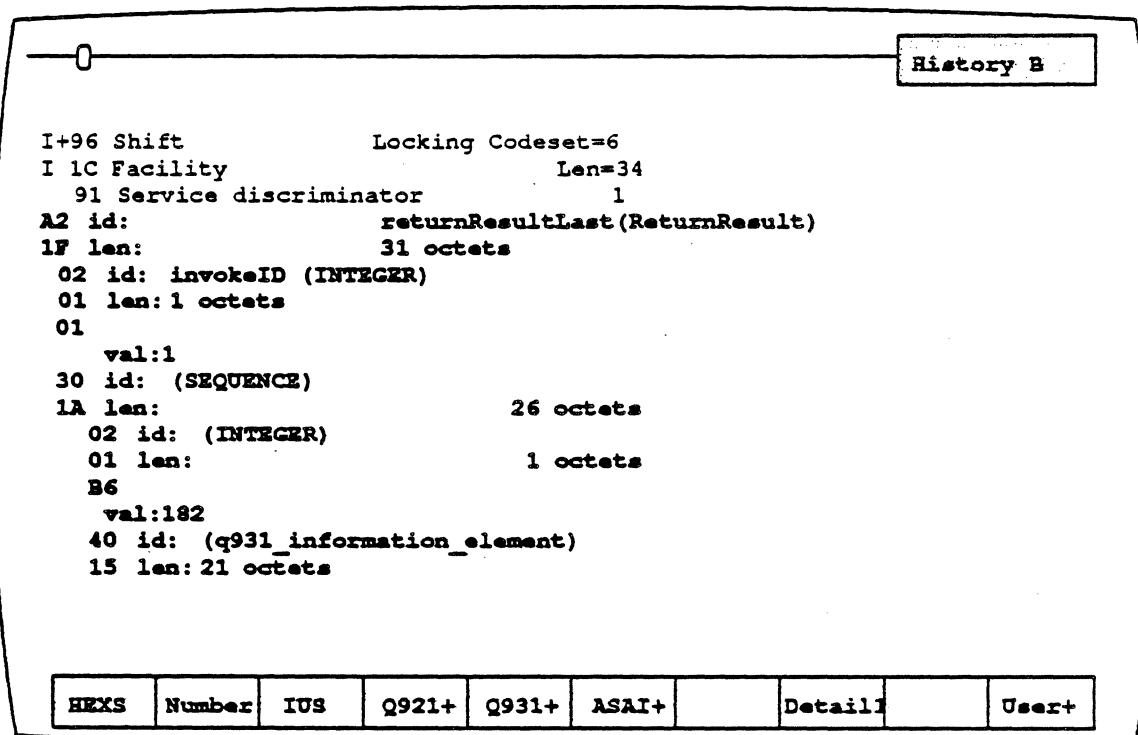 History B
I+96 Shift Locking Codeset=6
I 1C Facility Len=34
91 Service discriminator 1
A2 id: returnResultLast(ReturnResult)
1F len: 31 octets
02 id: invokeID (INTEGER)
01 len: 1 octets
01
val:1
30 id: (SEQUENCE)
1A len: 26 octets
02 id: (INTEGER)
01 len: 1 octets
B6
val:182
40 id: (q931_information_element)
15 len: 21 octets
HEXS Number IUS Q921+ Q931+ ASAI+ Detail1 User+